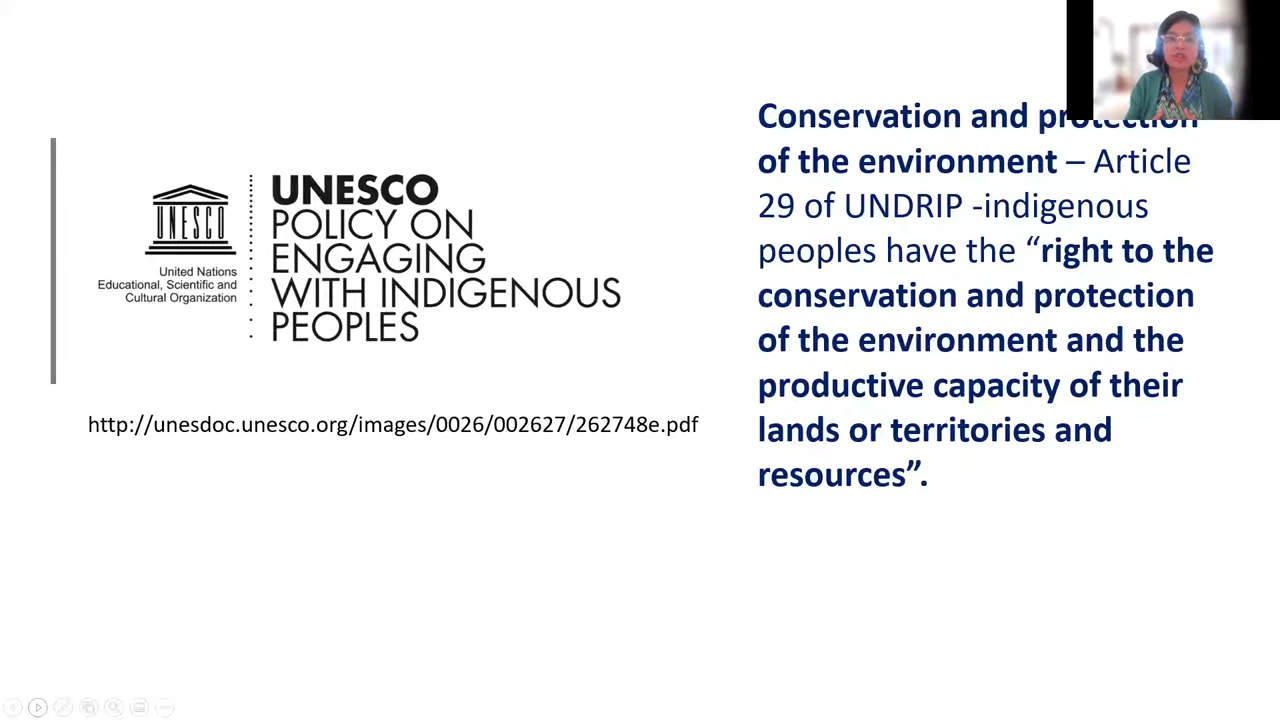 UNESCO
POLICY ON
ENGAGING
WITH INDIGENOUS
PEOPLES
UNESCO
United Nations
Educational, Scientific and
Cultural Organization
http://unesdoc.unesco.org/images/0026/002627/262748e.pdf
Conservation and protection
of the environment – Article
29 of UNDRIP -indigenous
peoples have the “right to the
conservation and protection
of the environment and the
productive capacity of their
lands or territories and
resources”.